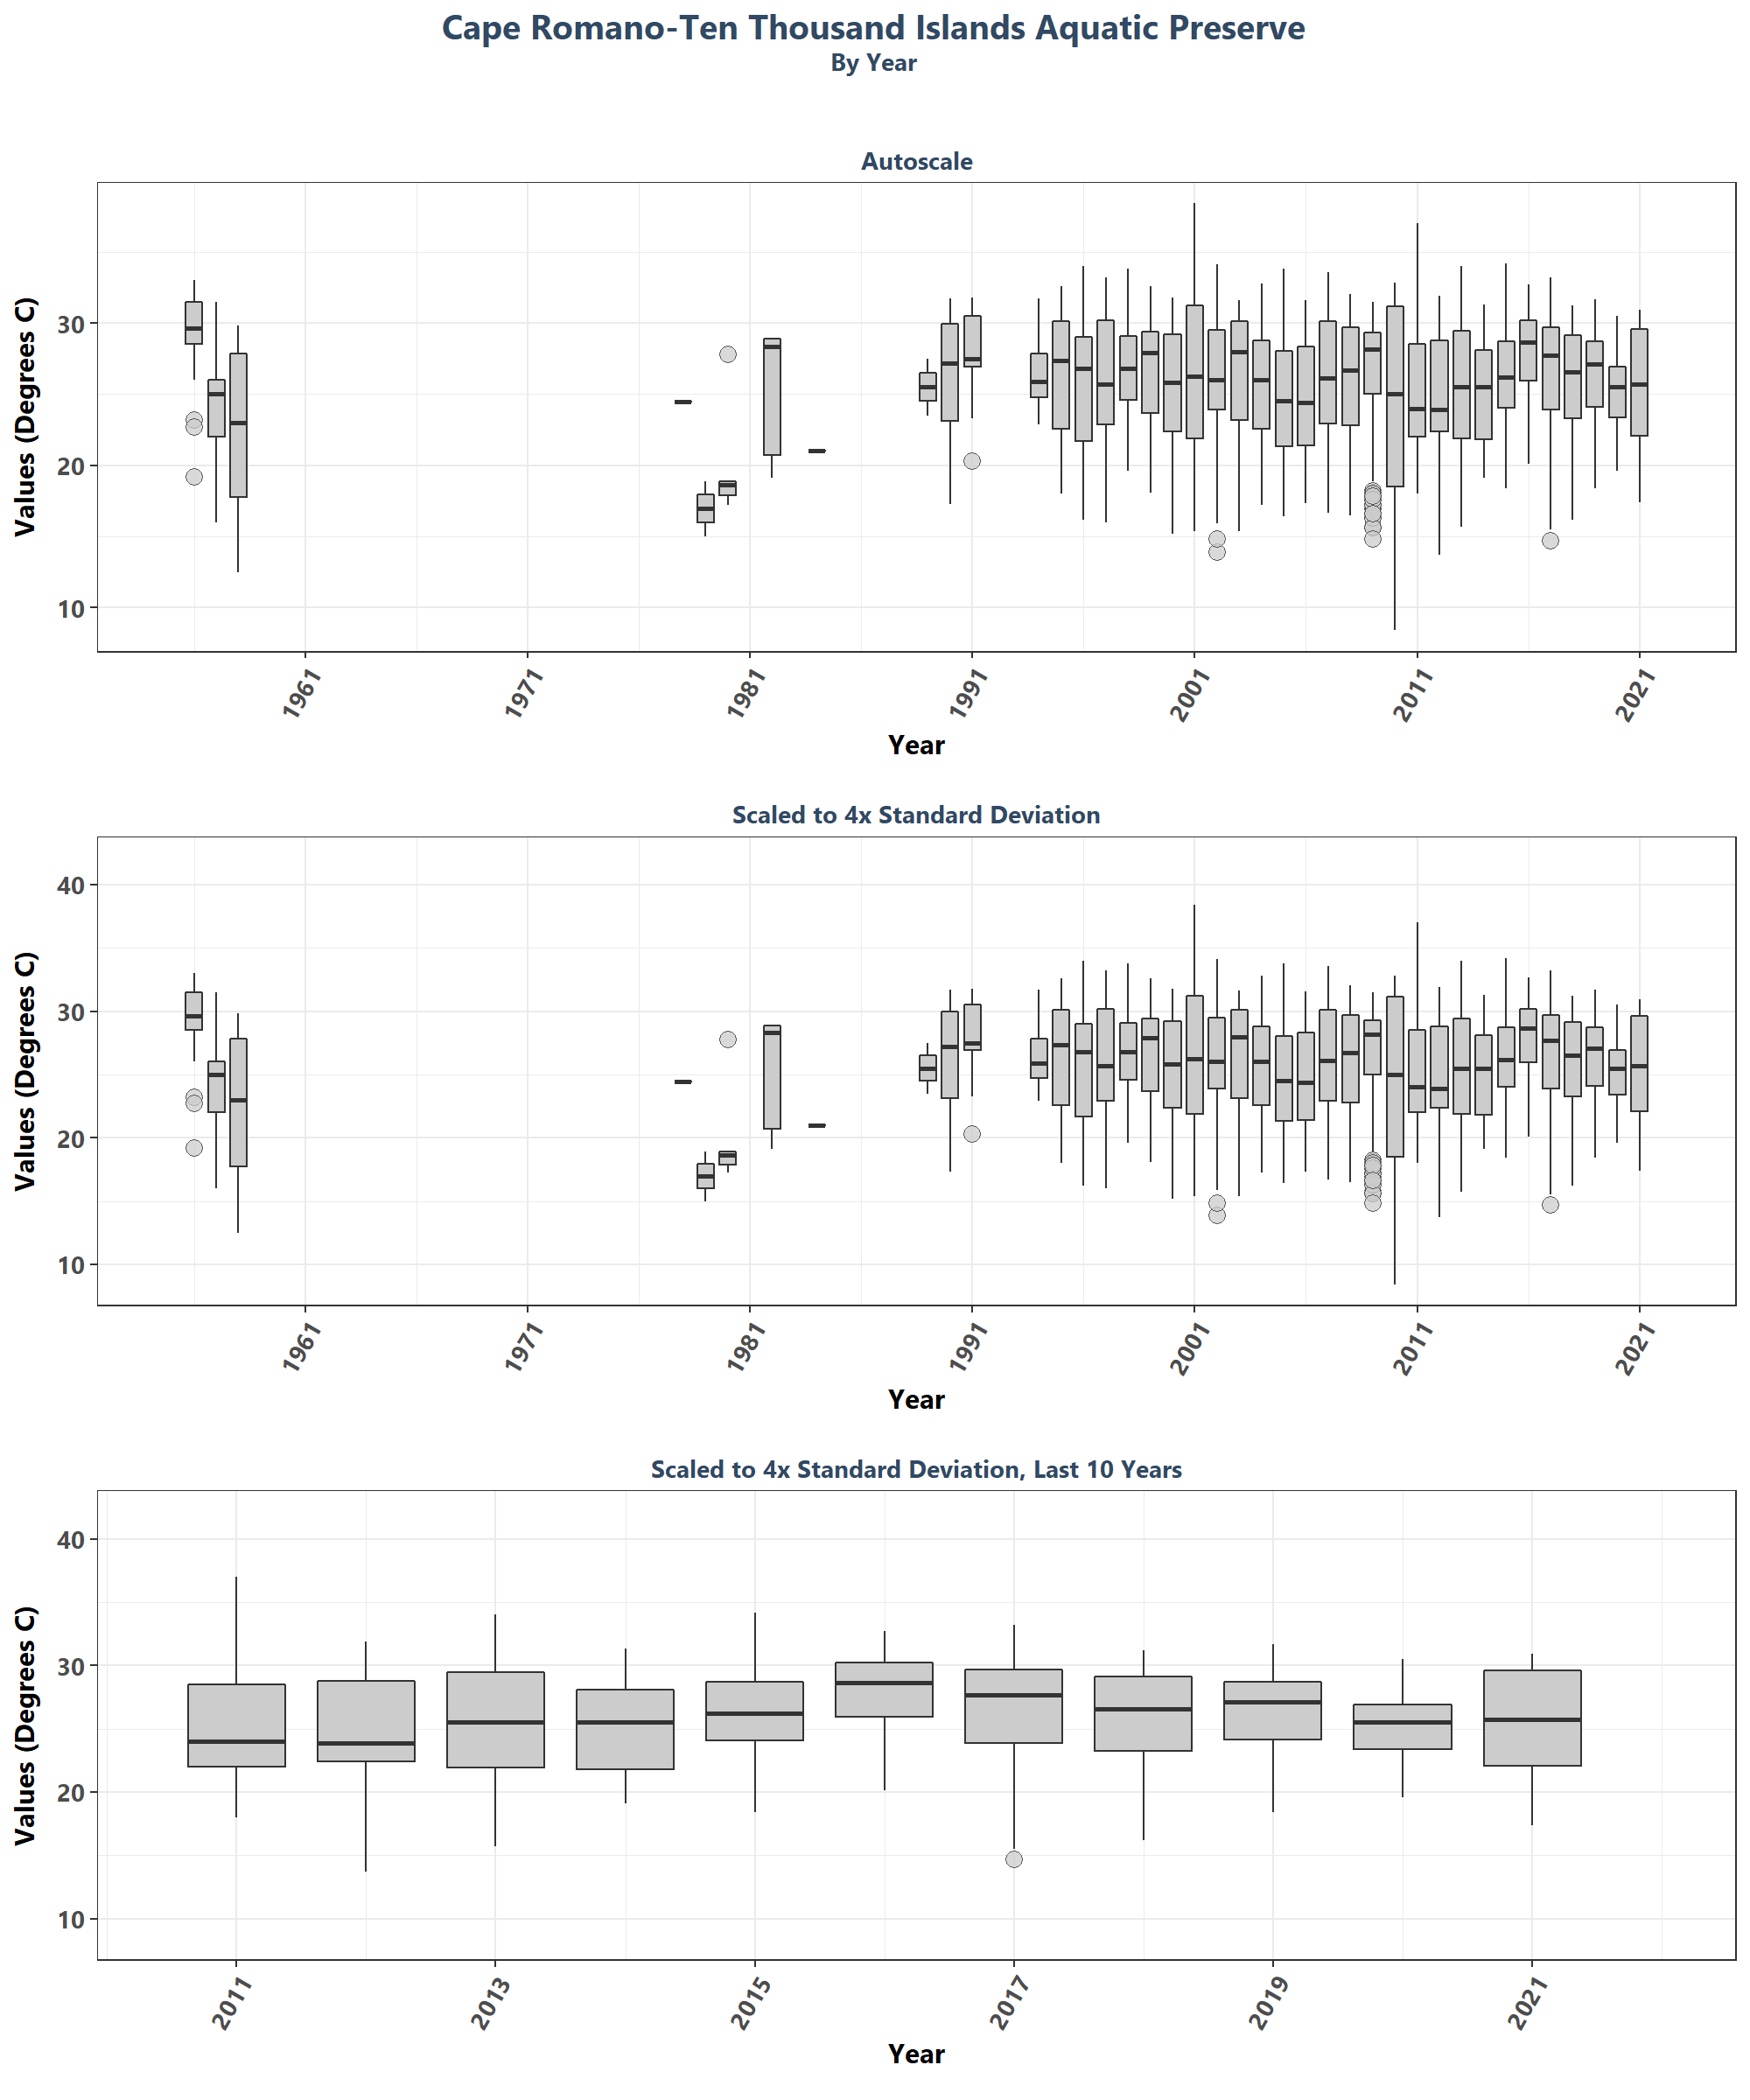 Cape Romano-Ten Thousand Islands Aquatic Preserve
By Year
Autoscale
Values (Degrees C)
30
20
10
1961 1971 1981 1991 2001 2011 2021
Year
Scaled to 4x Standard Deviation
Values (Degrees C)
40
30
20
10
1961 1971 1981 1991 2001 2011 2021
Year
Scaled to 4x Standard Deviation, Last 10 Years
Values (Degrees C)
40
30
20
10
2011 2013 2015 2017 2019 2021
Year